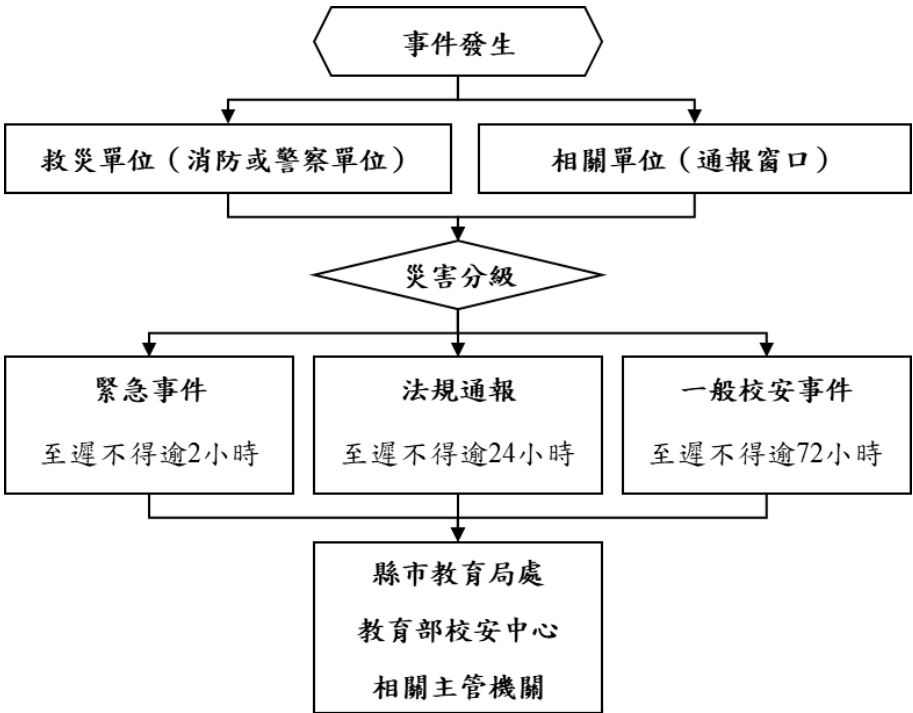 事件發生
救災單位（消防或警察單位）
相關單位（通報窗口）
災害分級
緊急事件
至遲不得逾2小時
法規通報
至遲不得逾24小時
一般校安事件
至遲不得逾72小時
縣市教育局處
教育部校安中心
相關主管機關